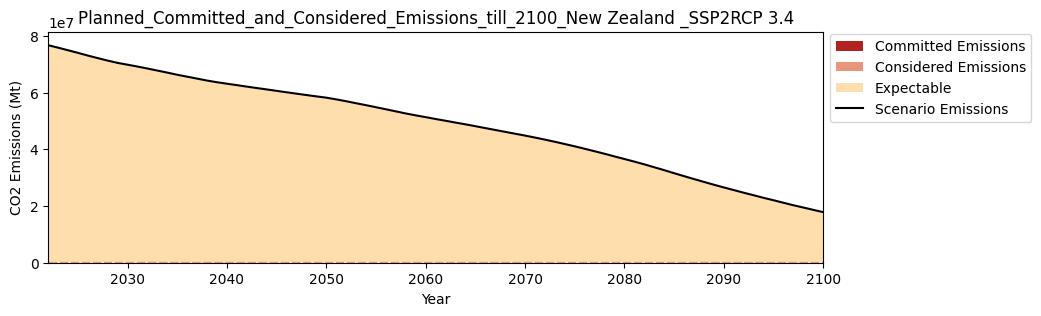 Planned_Committed_and_Considered_Emissions_till_2100_New Zealand _SSP2RCP 3.4
1e7
8
6
4
2
0
CO2 Emissions (Mt)
2030 2040 2050 2060 2070 2080 2090 2100
Year
Committed Emissions
Considered Emissions
Expectable
Scenario Emissions